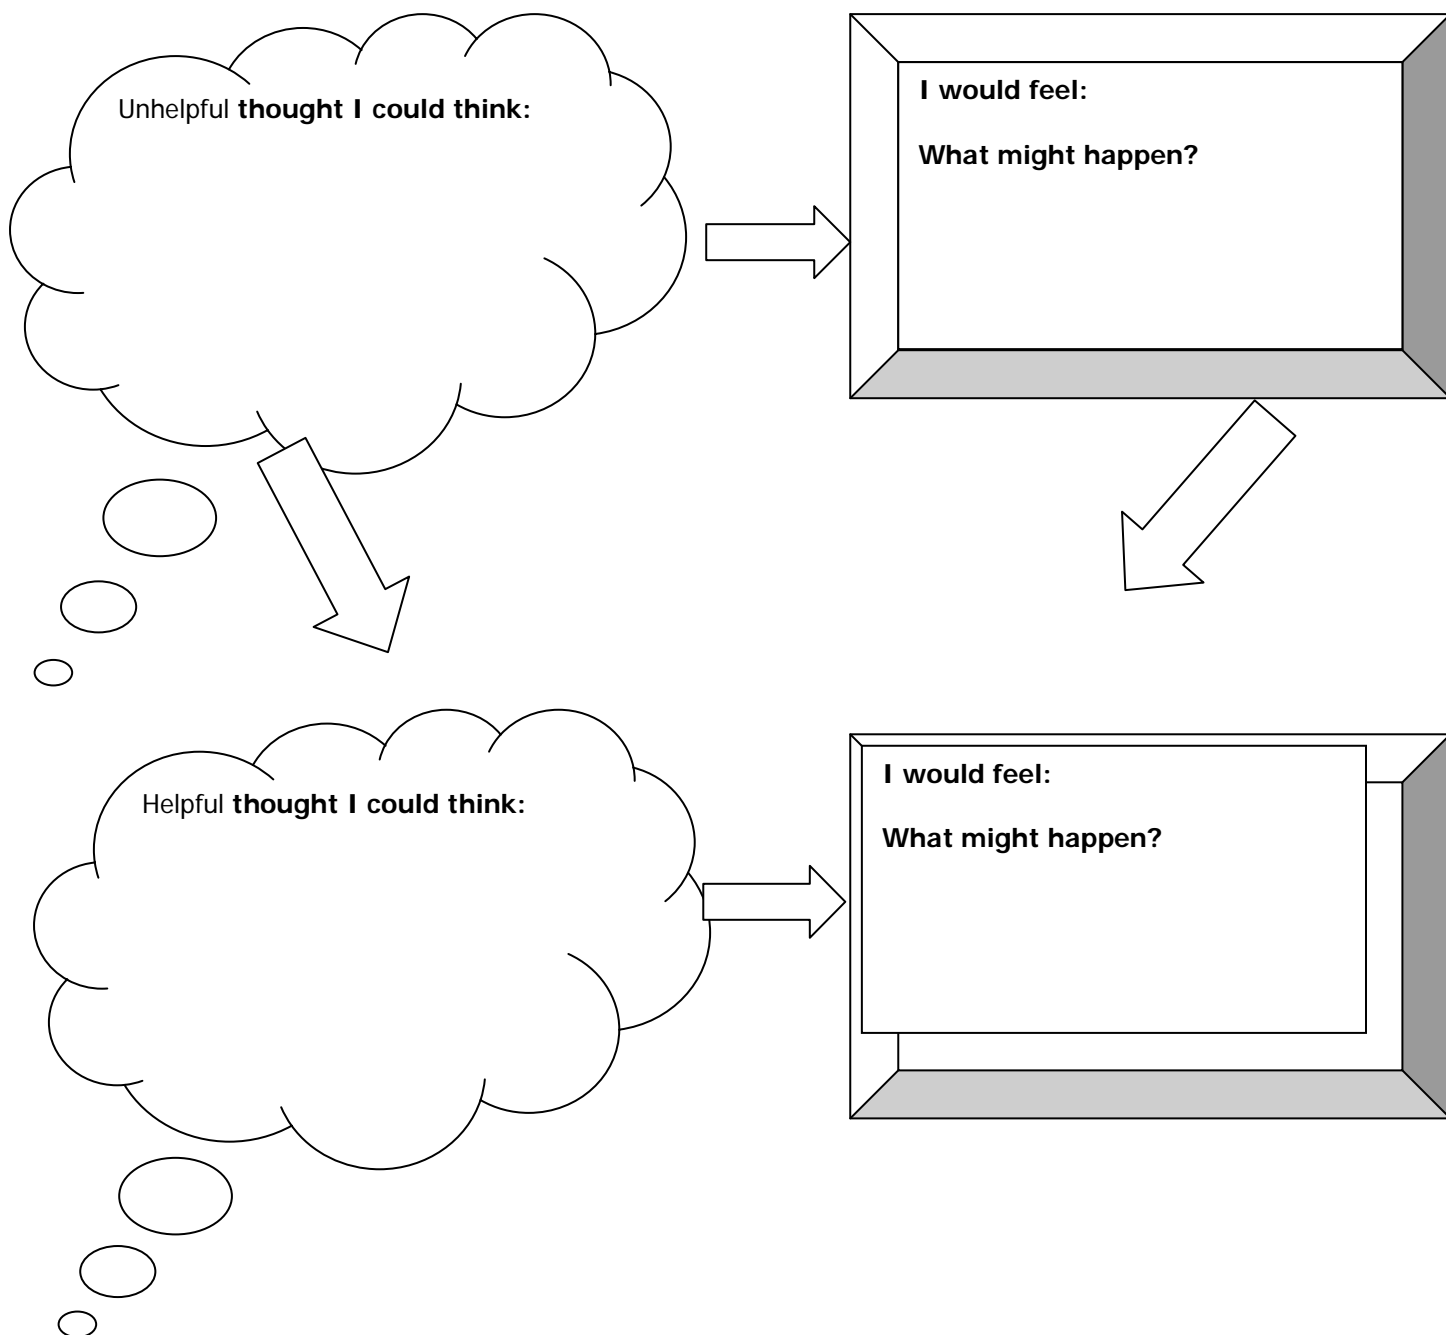 Unhelpful thought I could think:
I would feel:
What might happen?
Helpful thought I could think:
I would feel:
What might happen?